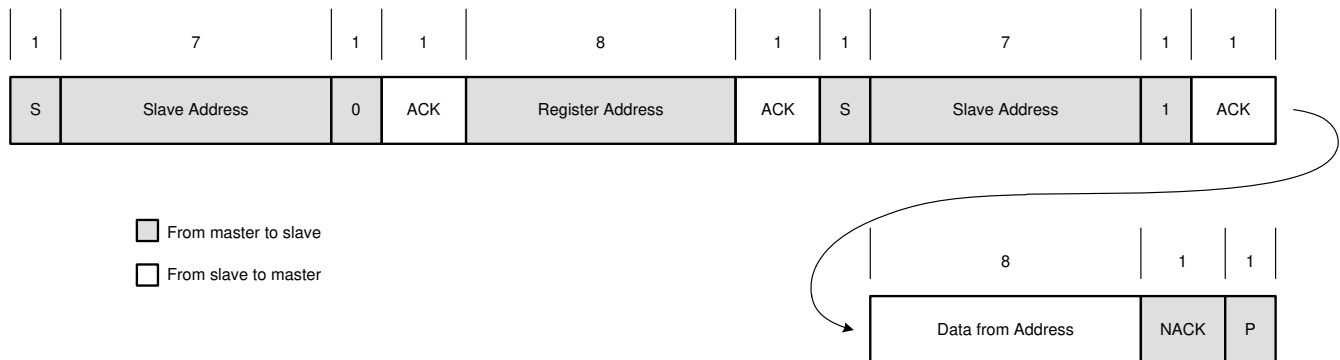 1 7 1 1 8 1 1 7 1 1
S Slave Address 0 ACK Register Address ACK S Slave Address 1 ACK
From master to slave
From slave to master
8 1 1
Data from Address NACK P